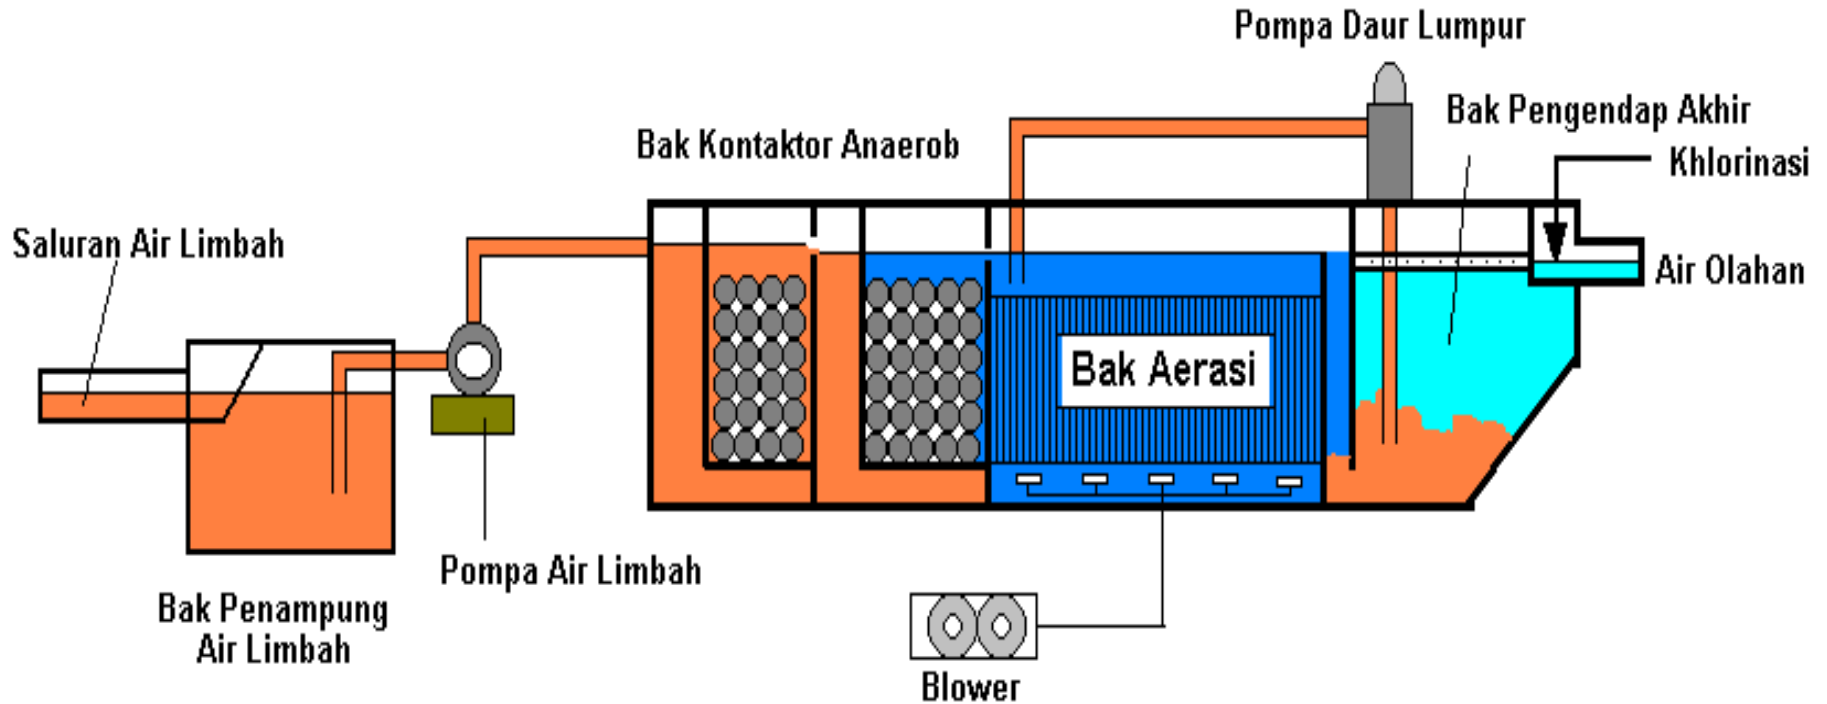 Pompa Daur Lumpur
Bak Pengendap Akhir
Bak Kontaktor Anaerob
Khlorinasi
Saluran Air Limbah
Air Olahan
Bak Aerasi
Pompa Air Limbah
Bak Penampung
Air Limbah
Blower